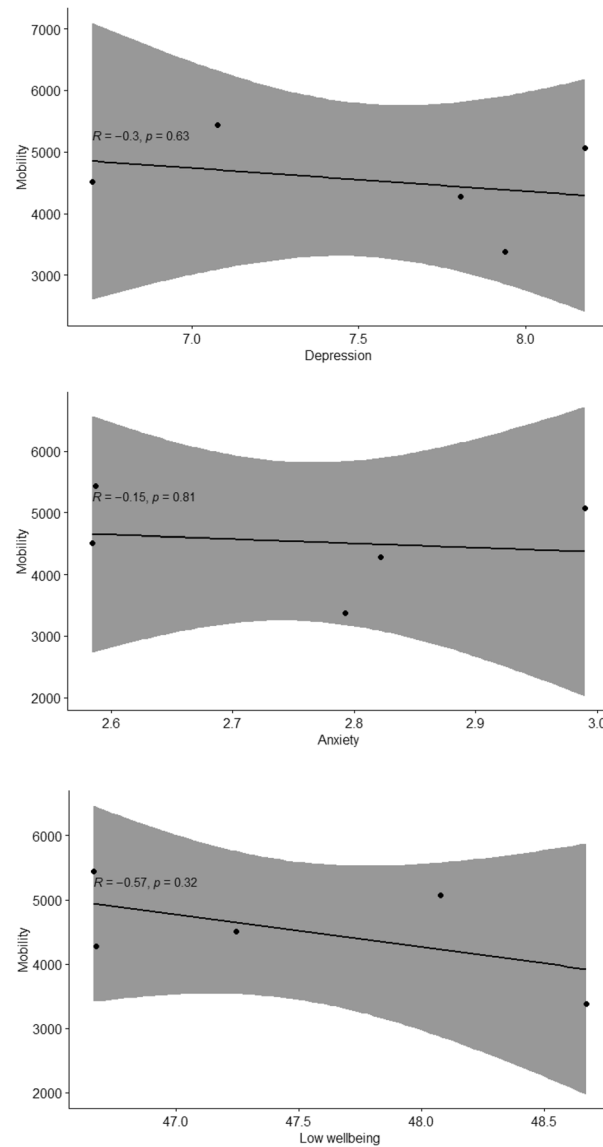 7000
6000
R = −0.3, p = 0.63
5000
4000
3000
Mobility
7.0 7.5 8.0
Depression
6000
R = −0.15, p = 0.81
5000
4000
3000
2000
Mobility
2.6 2.7 2.8 2.9 3.0
Anxiety
6000
R = −0.57, p = 0.32
5000
4000
3000
2000
Mobility
47.0 47.5 48.0 48.5
Low wellbeing